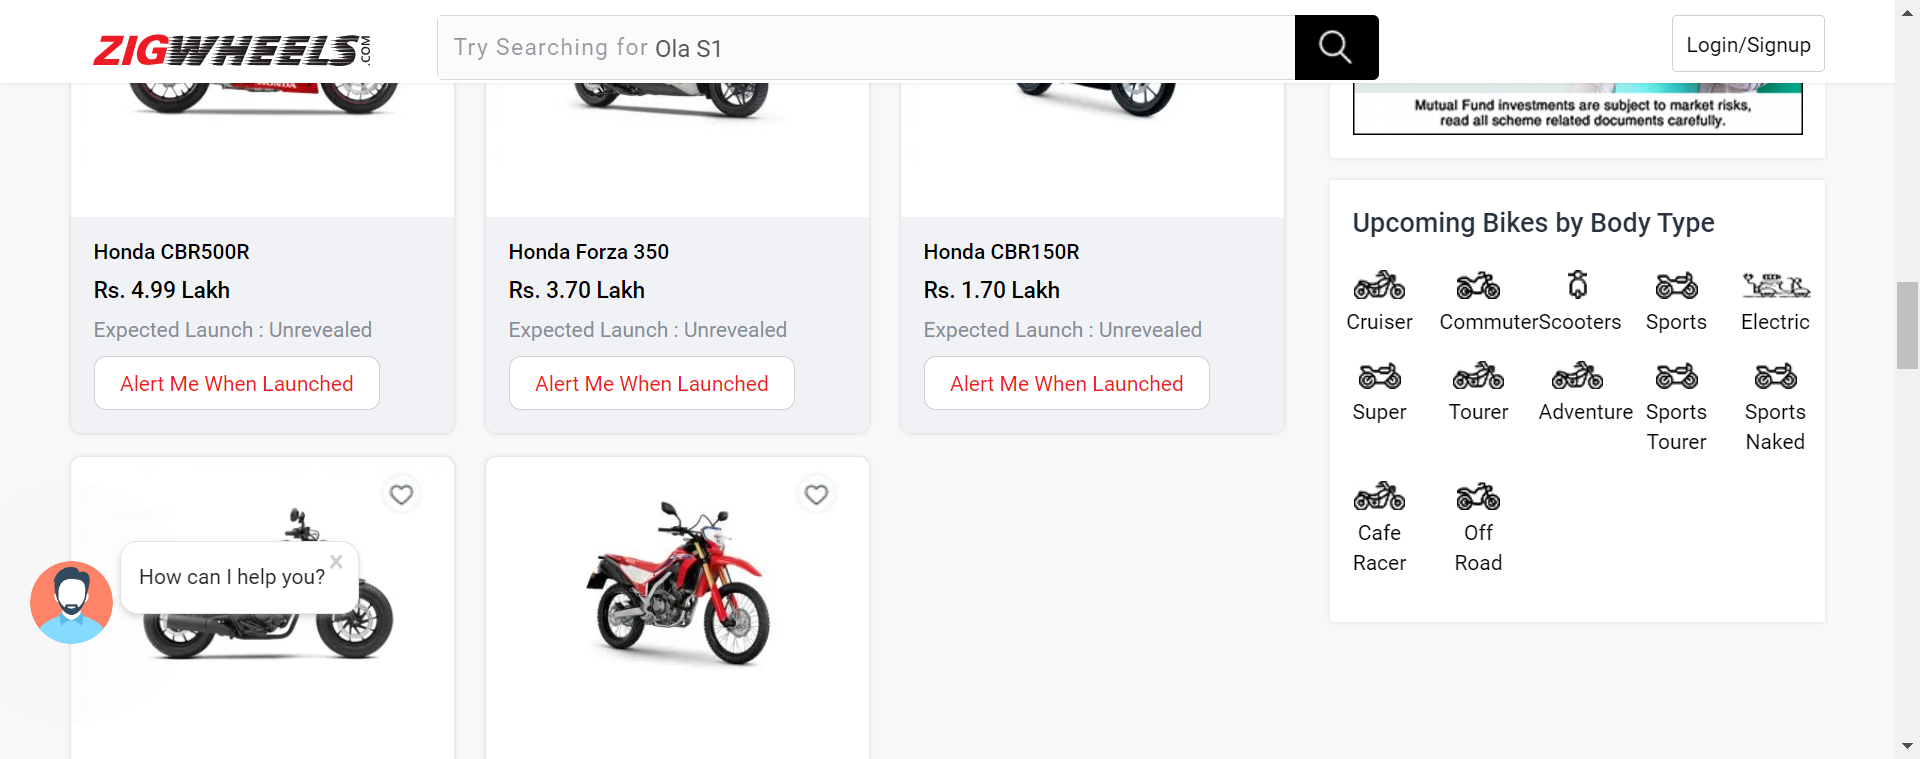 ZIGWHEELS.COM
Try Searching for Ola S1
Login/Signup
HONDA
Mutual Fund investments are subject to market risks,
read all scheme related documents carefully.
Honda CBR500R
Rs. 4.99 Lakh
Expected Launch : Unrevealed
Alert Me When Launched
Honda Forza 350
Rs. 3.70 Lakh
Expected Launch : Unrevealed
Alert Me When Launched
Honda CBR150R
Rs. 1.70 Lakh
Expected Launch : Unrevealed
Alert Me When Launched
Upcoming Bikes by Body Type
Cruiser
Commuter
Scooters
Sports
Electric
Super
Tourer
Adventure
Sports
Tourer
Sports
Naked
Cafe
Racer
Off
Road
How can I help you?